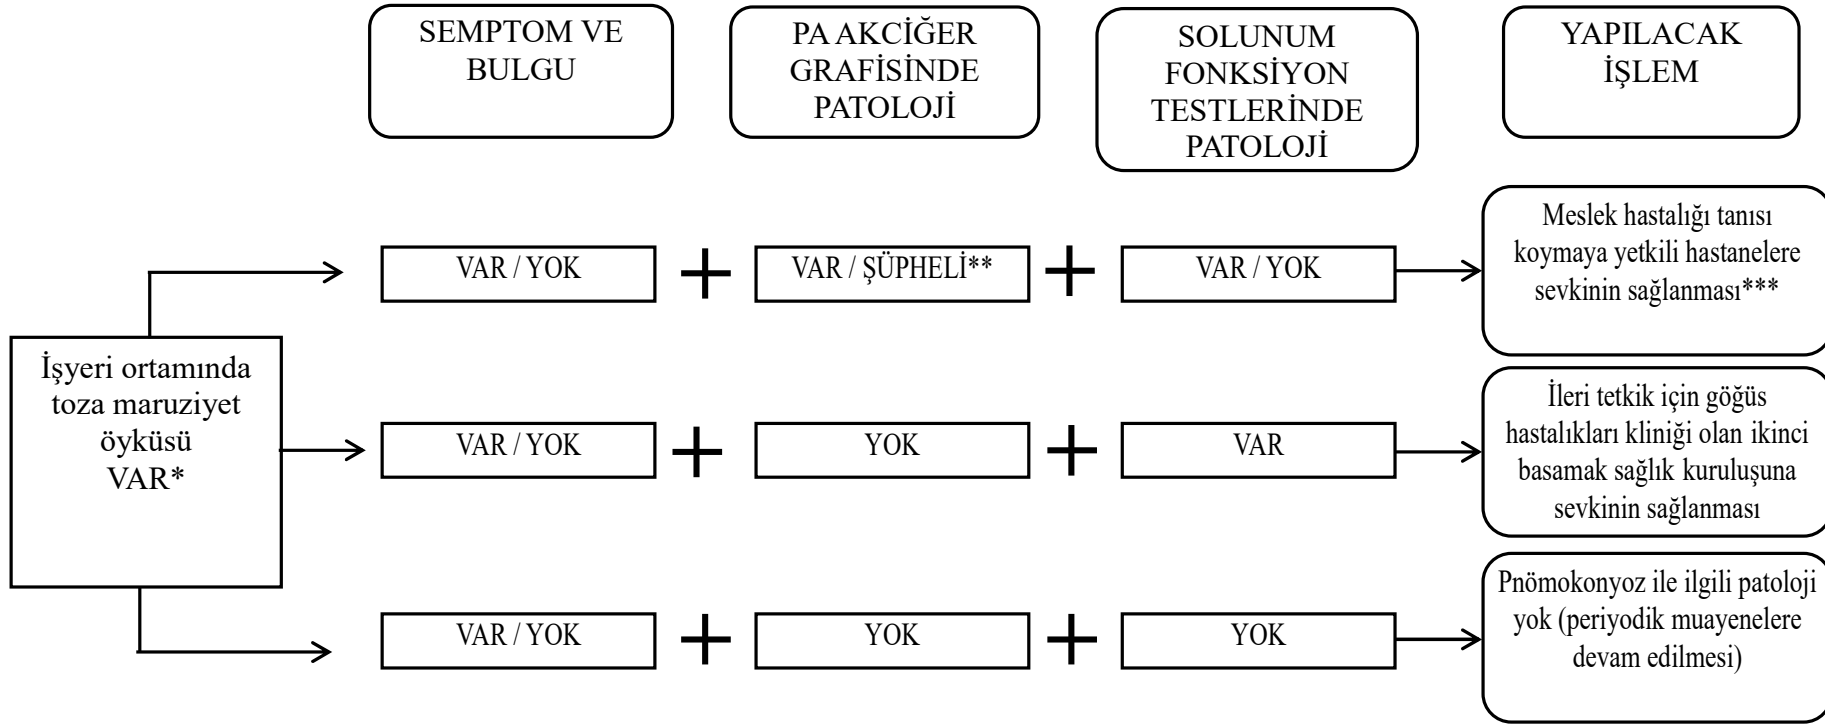 SEMPTOM VE
BULGU
PA AKCİĞER
GRAFİSİNDE
PATOLOJİ
SOLUNUM
FONKSİYON
TESTLERİNDE
PATOLOJİ
YAPILACAK
İŞLEM
İşyeri ortamında
toza maruziyet
öyküsü
VAR*
VAR / YOK
+
VAR / ŞÜPHELİ**
+
VAR / YOK
Meslek hastalığı tanısı
koymaya yetkili hastanelere
sevkinin sağlanması***
VAR / YOK
+
YOK
+
VAR
İleri tetkik için göğüs
hastalıkları kliniği olan ikinci
basamak sağlık kuruluşuna
sevkinin sağlanması
VAR / YOK
+
YOK
+
YOK
Pnömokonyoz ile ilgili patoloji
yok (periyodik muayenelere
devam edilmesi)